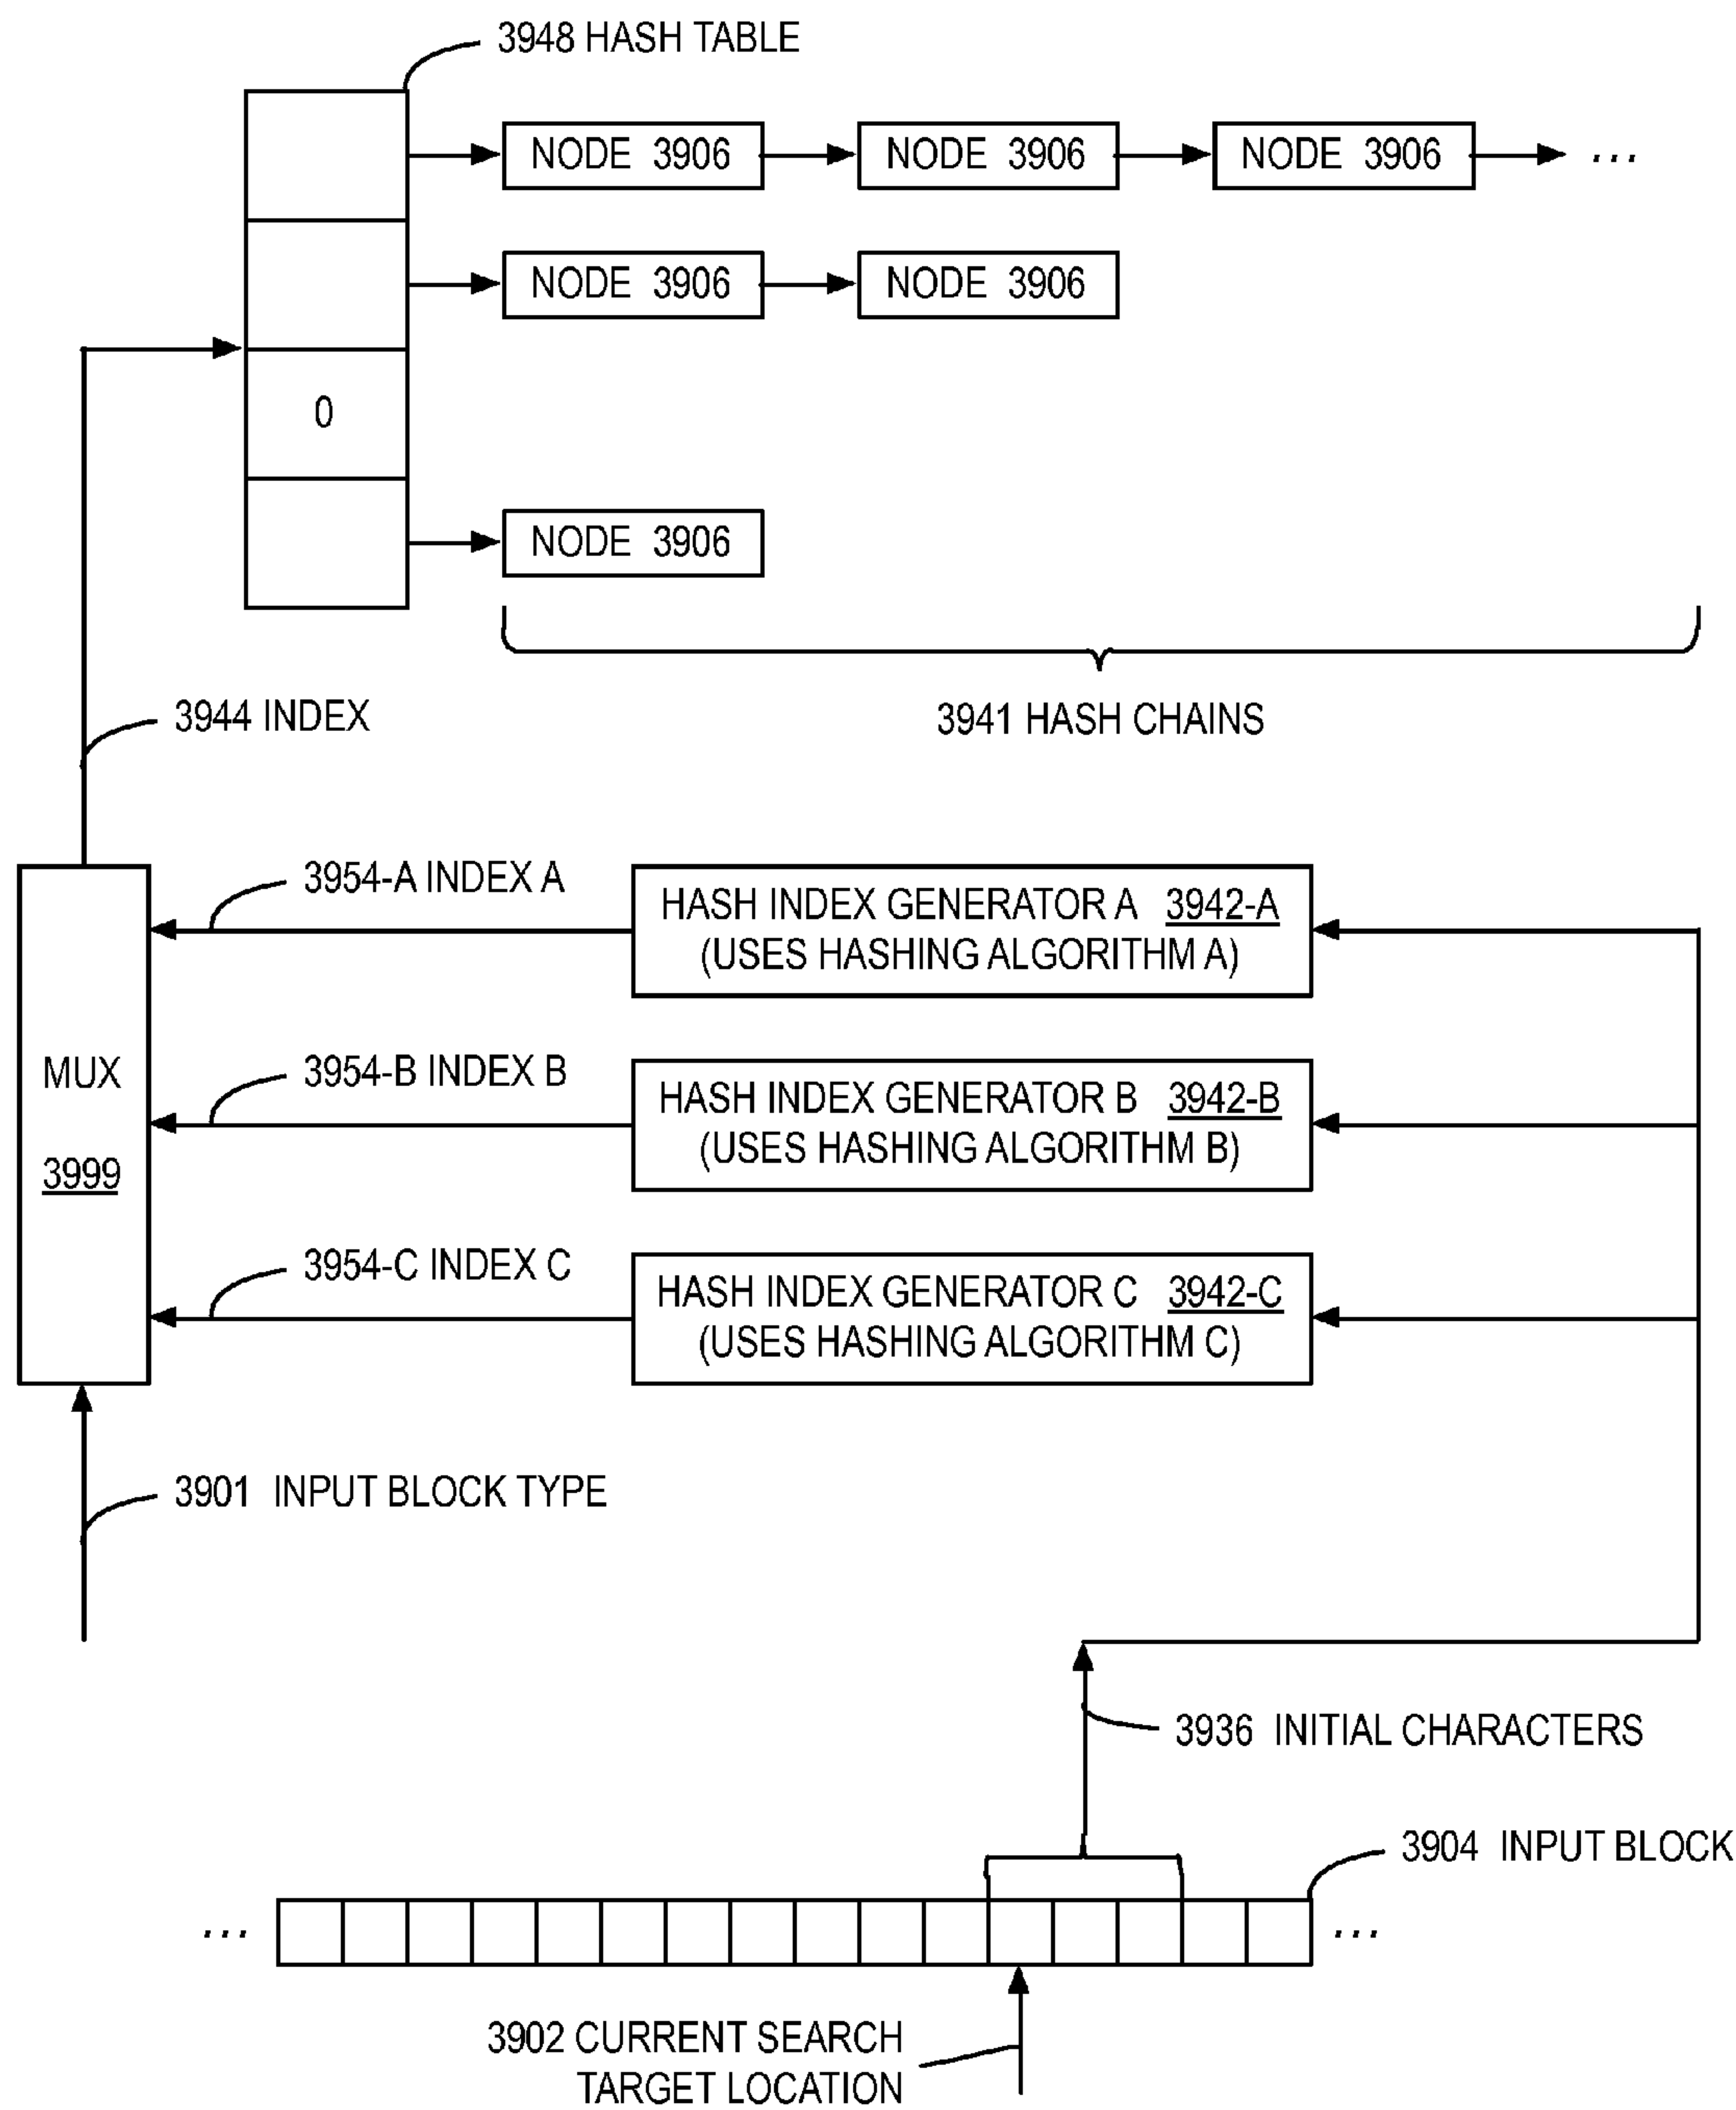 3948 HASH TABLE
NODE 3906
NODE 3906
NODE 3906
...
NODE 3906
NODE 3906
0
NODE 3906
3944 INDEX
3941 HASH CHAINS
3954-A INDEX A
HASH INDEX GENERATOR A 3942-A
(USES HASHING ALGORITHM A)
MUX
3999
3954-B INDEX B
HASH INDEX GENERATOR B 3942-B
(USES HASHING ALGORITHM B)
3954-C INDEX C
HASH INDEX GENERATOR C 3942-C
(USES HASHING ALGORITHM C)
3901 INPUT BLOCK TYPE
3936 INITIAL CHARACTERS
3904 INPUT BLOCK
...
...
3902 CURRENT SEARCH
TARGET LOCATION